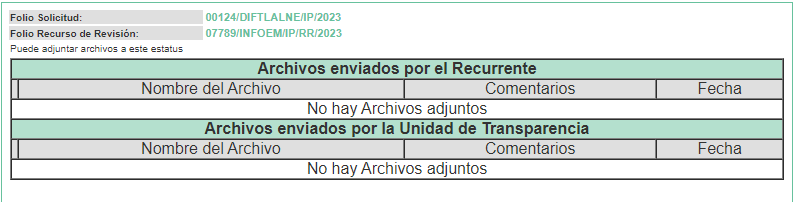 Folio Solicitud: 00124/DIFTLALNE/IP/2023
Folio Recurso de Revisión: 07789/INFOEM/IP/RR/2023
Puede adjuntar archivos a este estatus
Archivos enviados por el Recurrente
Nombre del Archivo Comentarios Fecha
No hay Archivos adjuntos
Archivos enviados por la Unidad de Transparencia
Nombre del Archivo Comentarios Fecha
No hay Archivos adjuntos